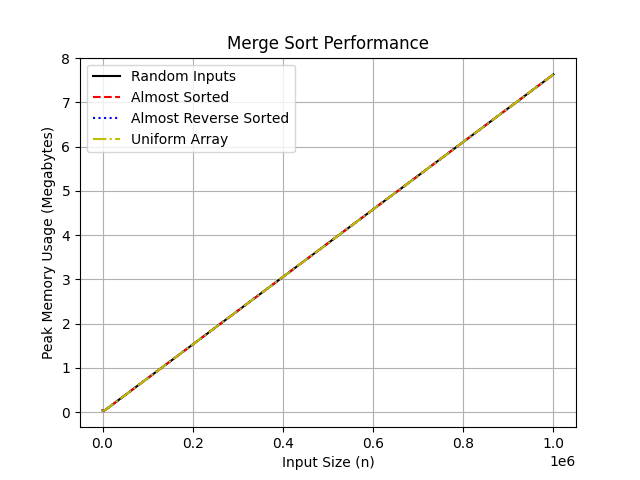 Merge Sort Performance
Random Inputs
Almost Sorted
Almost Reverse Sorted
Uniform Array
Peak Memory Usage (Megabytes)
8
7
6
5
4
3
2
1
0
0.0 0.2 0.4 0.6 0.8 1.0
1e6
Input Size (n)